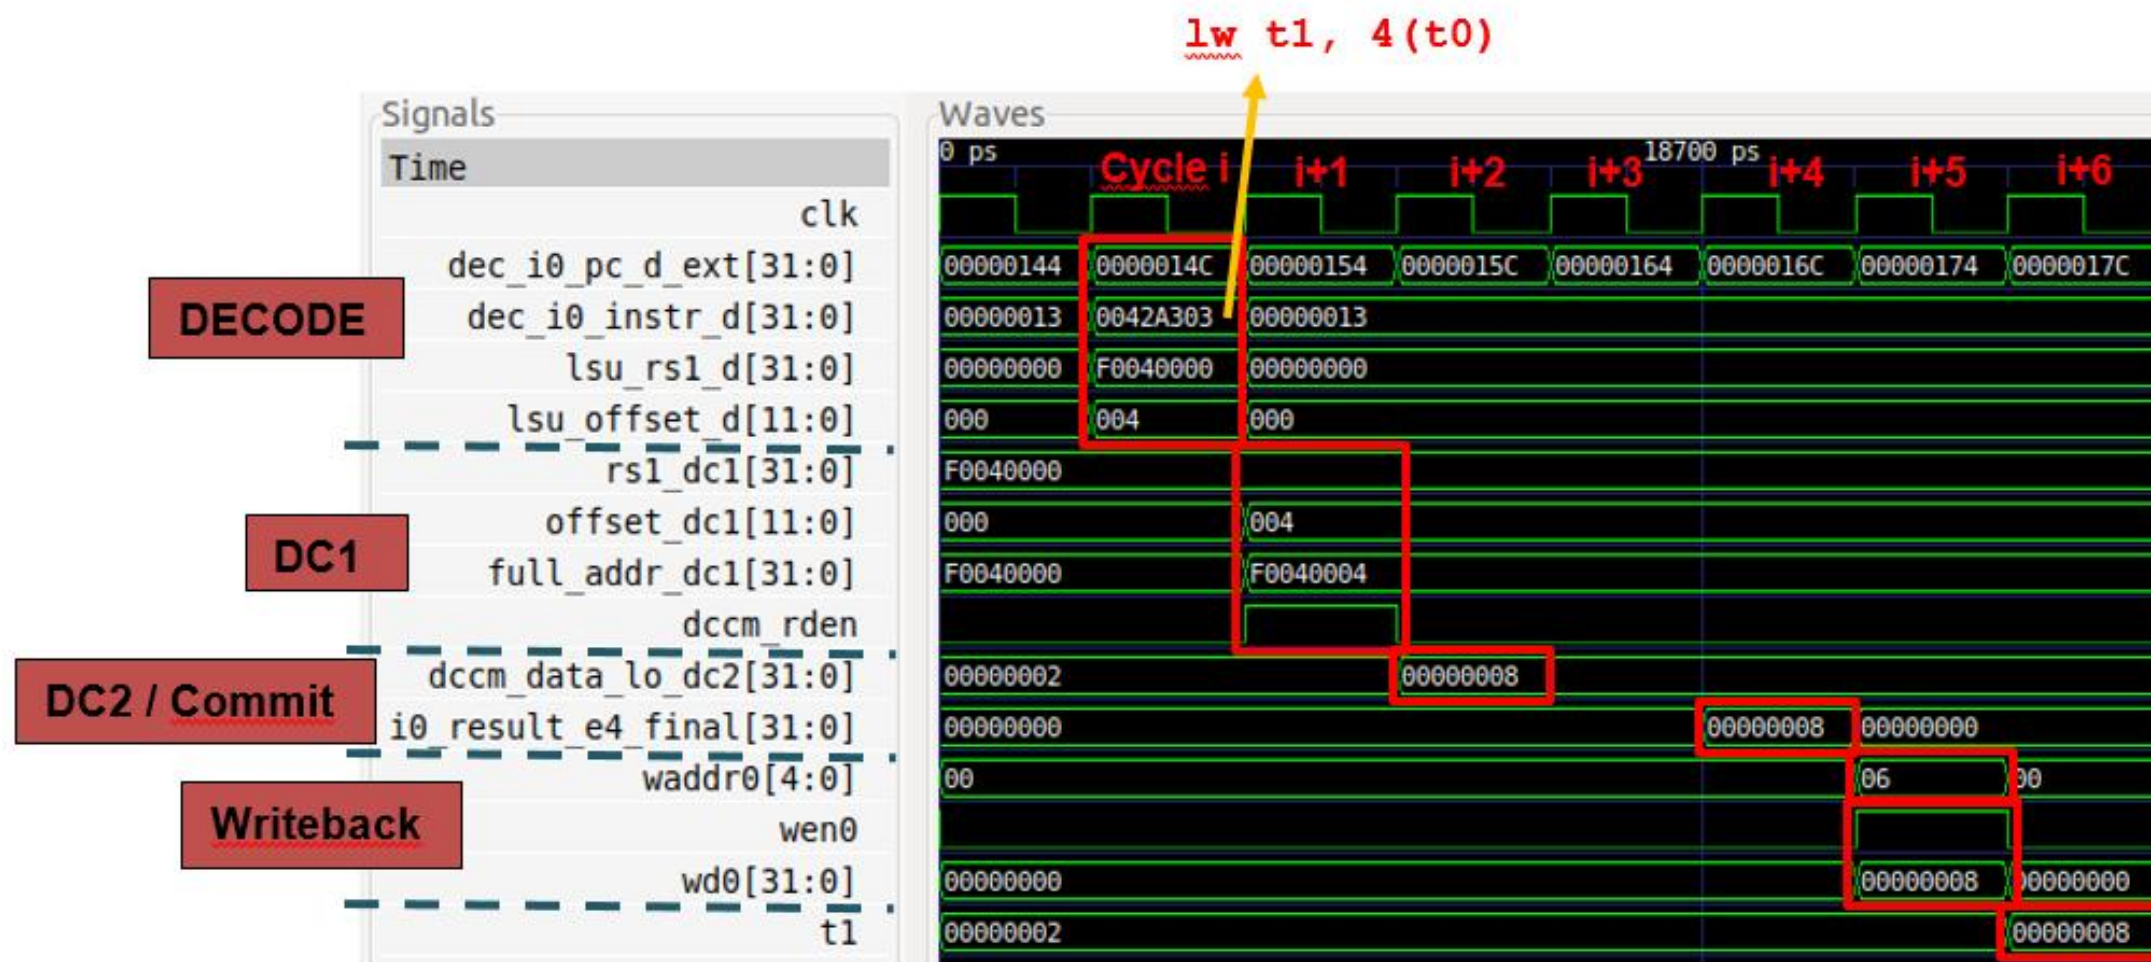 lw t1, 4(t0)
Signals
Waves
Time
0 ps 18700 ps
Cycle i i+1 i+2 i+3 i+4 i+5 i+6
clk
DECODE
dec_i0_pc_d_ext[31:0] 00000144 0000014C 00000154 0000015C 00000164 0000016C 00000174 0000017C
dec_i0_instr_d[31:0] 00000013 0042A303 00000013
lsu_rs1_d[31:0] 00000000 F0040000 00000000
lsu_offset_d[11:0] 000 004 000
DC1
rs1_dc1[31:0] F0040000
offset_dc1[11:0] 000 004
full_addr_dc1[31:0] F0040000 F0040004
dccm_rden
DC2 / Commit
dccm_data_lo_dc2[31:0] 00000002 00000008
i0_result_e4_final[31:0] 00000000 00000008 00000000
Writeback
waddr0[4:0] 00 06 00
wen0
wd0[31:0] 00000000 00000008 00000000
t1 00000002 00000008